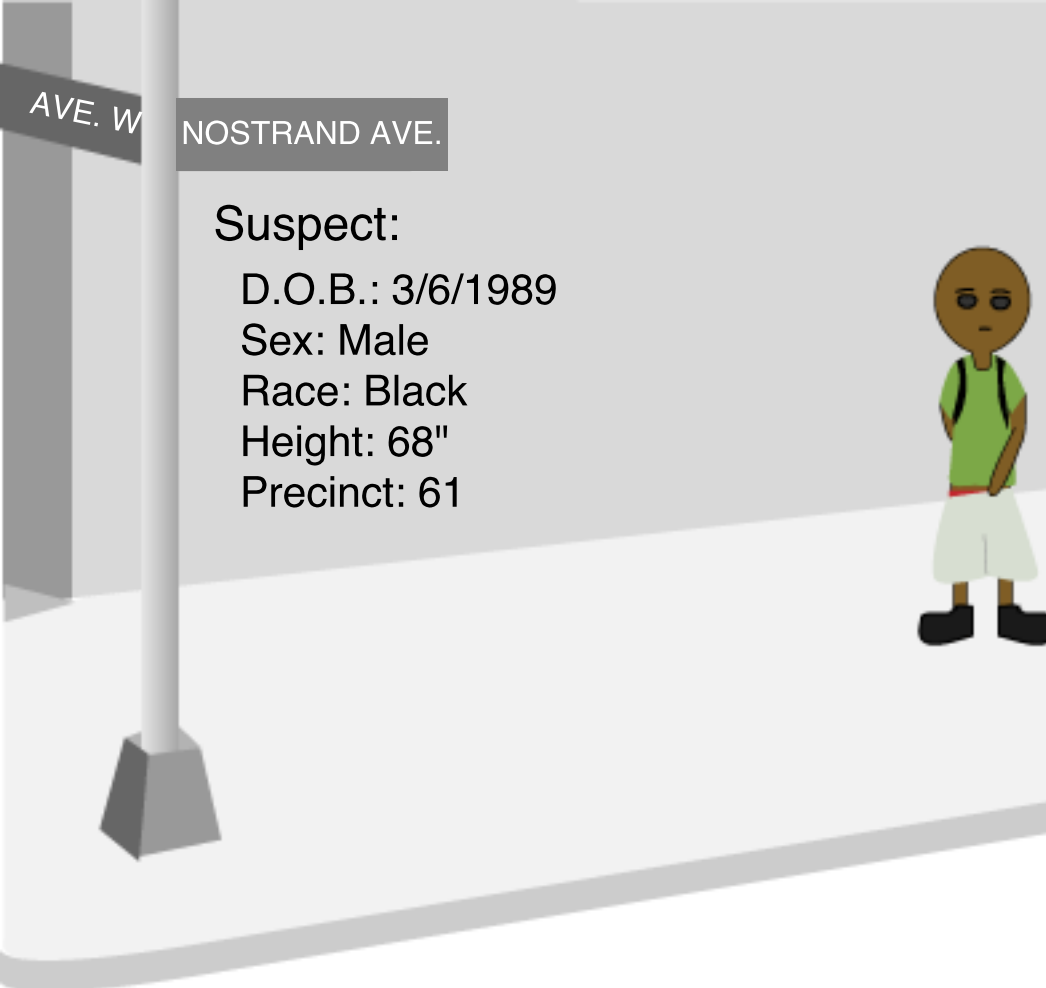 AVE. W
NOSTRAND AVE.
Suspect:
D.O.B.: 3/6/1989
Sex: Male
Race: Black
Height: 68"
Precinct: 61